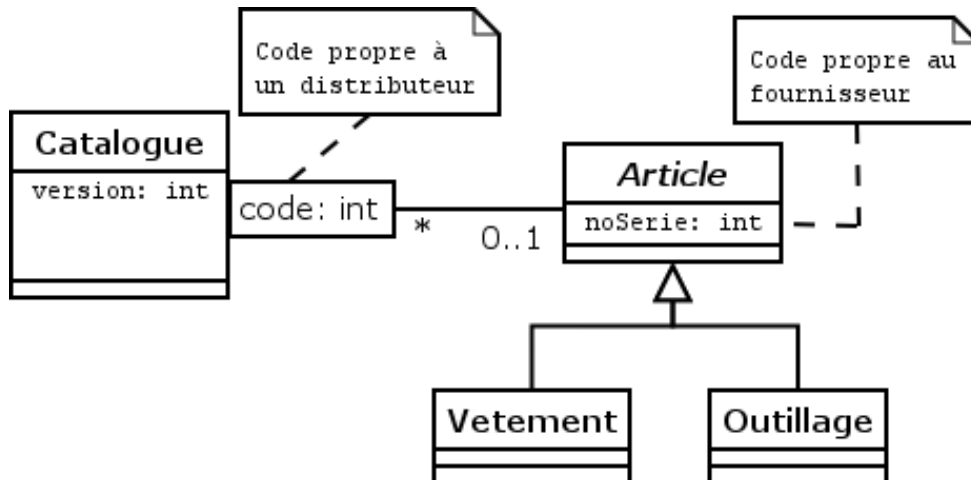 Code propre à
un distributeur
Code propre au
fournisseur
Catalogue
version: int
code: int
*
0..1
Article
noSerie: int
Vetement
Outillage